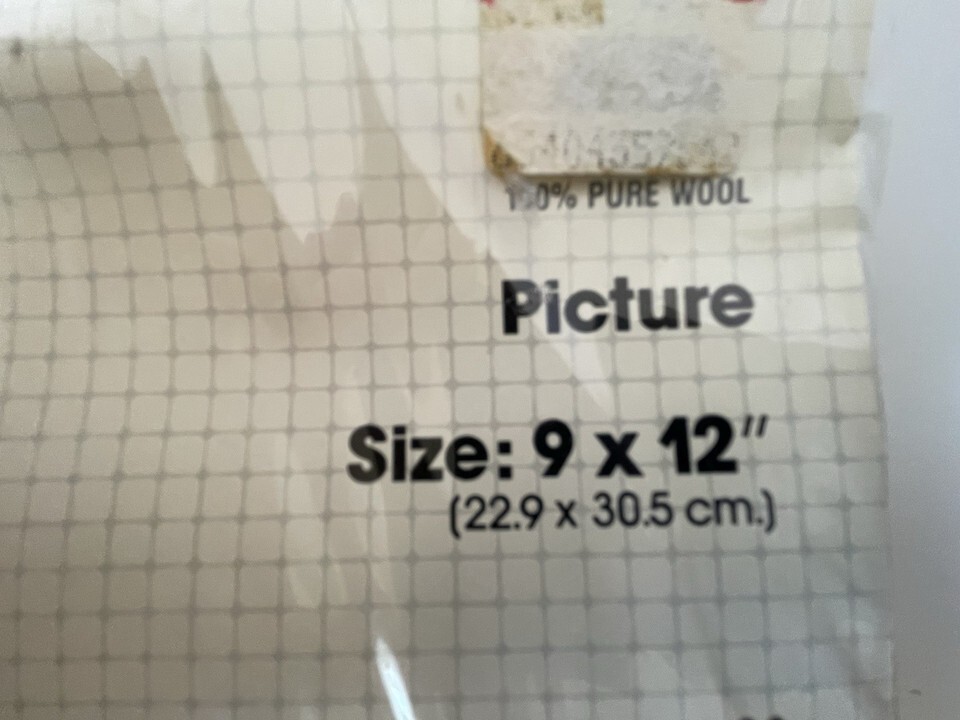 100% PURE WOOL
Picture
Size: 9 x 12"
(22.9 x 30.5 cm.)